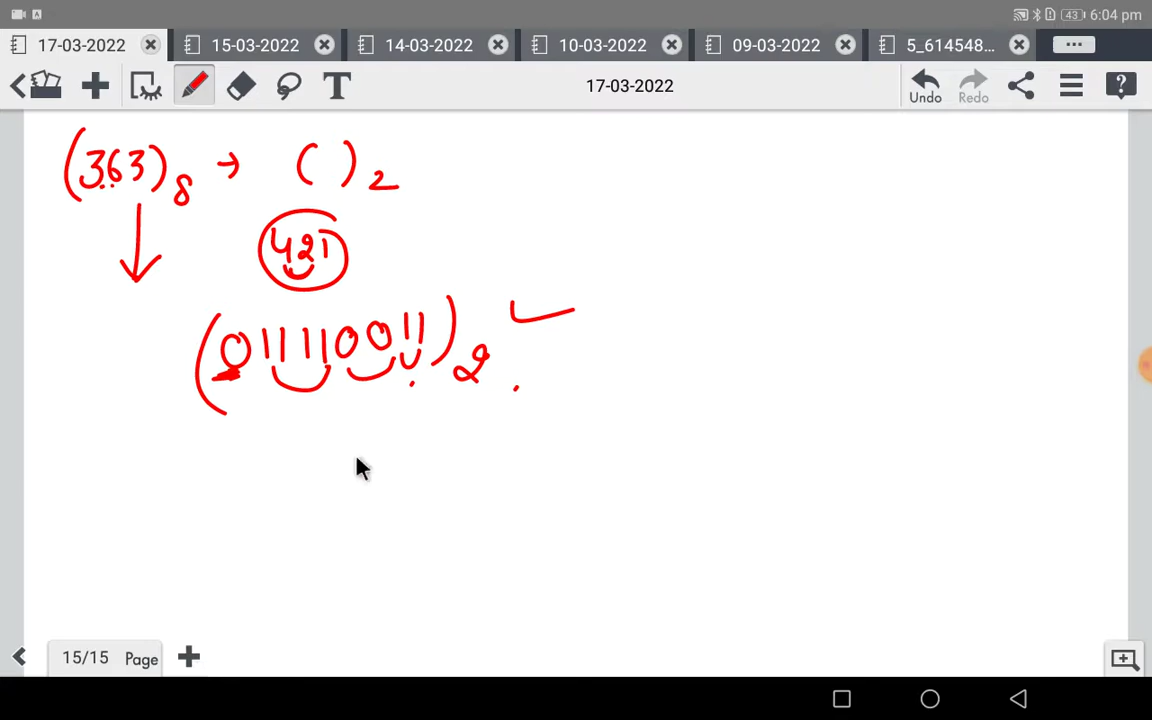 43 6:04 pm
17-03-2022 15-03-2022 14-03-2022 10-03-2022 09-03-2022 5_614548... ...
T 17-03-2022 Undo Redo ?
(363)8 → ( )2
421
(011110011)2
15/15 Page